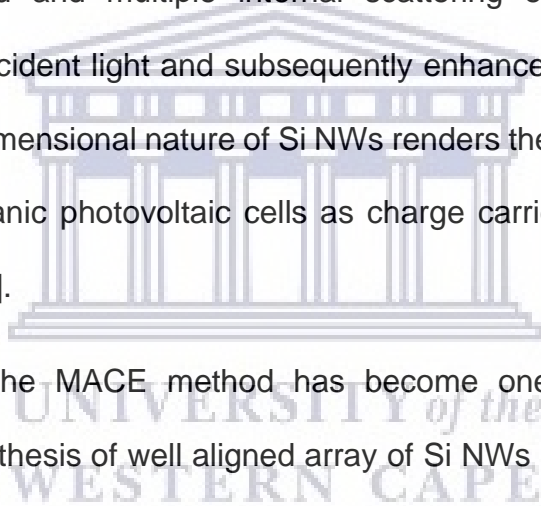 and multiple internal scattering
cident light and subsequently enhance
mensional nature of Si NWs renders the
anic photovoltaic cells as charge carri
].
he MACE method has become one
UNIVERSITY of the
thesis of well aligned array of Si NWs
WESTERN CAPE